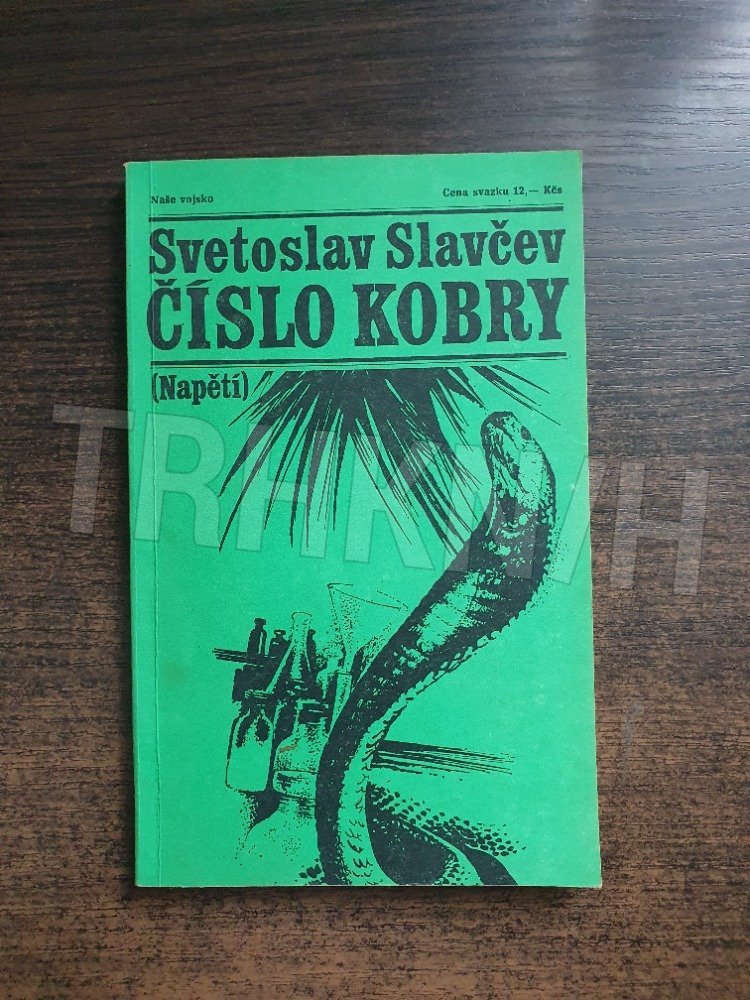 Naše vojsko
Cena svazku 12,— Kčs
Svetoslav Slavčev
ČÍSLO KOBRY
(Napětí)